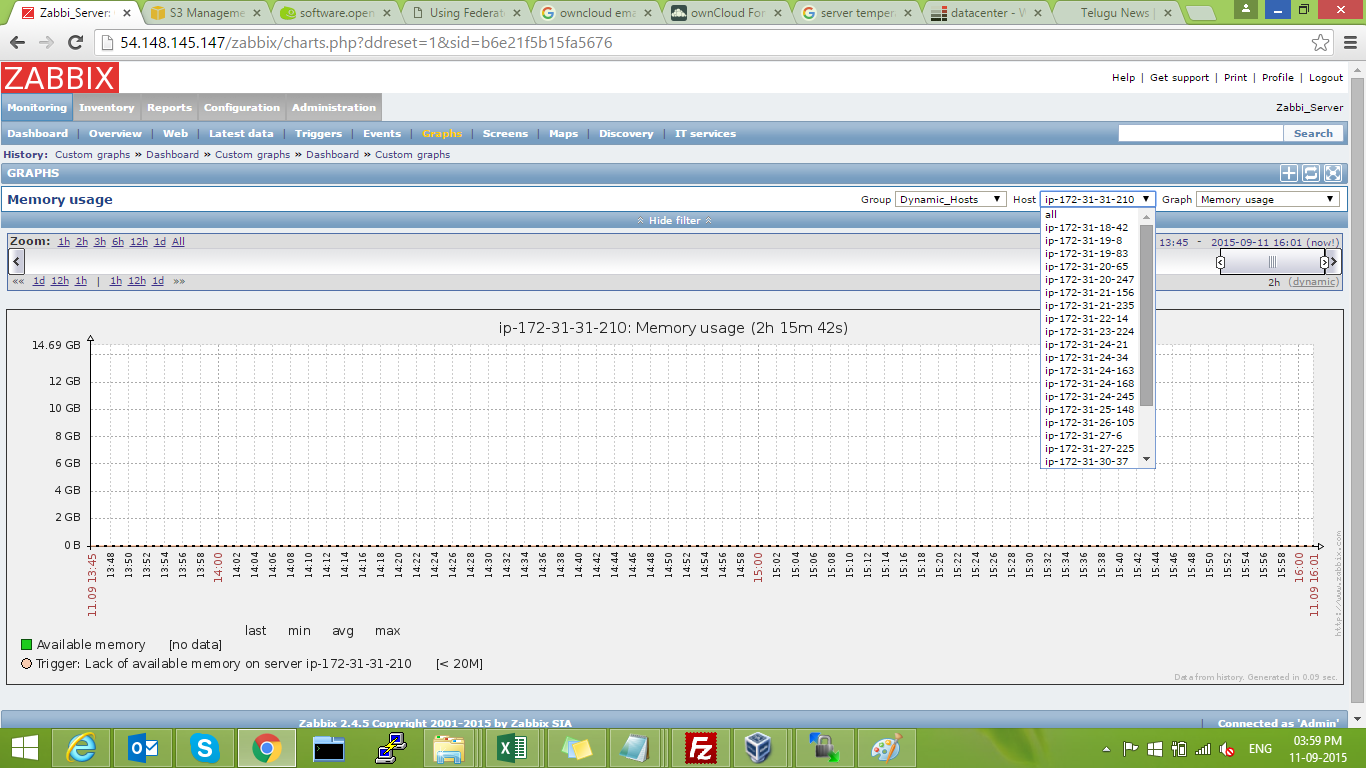 Zabbi_Server:
S3 Manageme
software.open
Using Federat
owncloud ema
ownCloud For
server tempera
datacenter - W
Telugu News |
54.148.145.147/zabbix/charts.php?ddreset=1&sid=b6e21f5b15fa5676
ZABBIX
Help | Get support | Print | Profile | Logout
Monitoring Inventory Reports Configuration Administration
Zabbi_Server
Dashboard | Overview | Web | Latest data | Triggers | Events | Graphs | Screens | Maps | Discovery | IT services
Search
History: Custom graphs » Dashboard » Custom graphs » Dashboard » Custom graphs
GRAPHS
Memory usage
Group Dynamic_Hosts Host ip-172-31-31-210 Graph Memory usage
Hide filter
all
ip-172-31-18-42
ip-172-31-19-8
ip-172-31-19-83
ip-172-31-20-65
ip-172-31-20-247
ip-172-31-21-156
ip-172-31-21-235
ip-172-31-22-14
ip-172-31-23-224
ip-172-31-24-21
ip-172-31-24-34
ip-172-31-24-163
ip-172-31-24-168
ip-172-31-24-245
ip-172-31-25-148
ip-172-31-26-105
ip-172-31-27-6
ip-172-31-27-225
ip-172-31-30-37
Zoom: 1h 2h 3h 6h 12h 1d All
13:45 - 2015-09-11 16:01 (now!)
«« 1d 12h 1h | 1h 12h 1d »»
2h (dynamic)
ip-172-31-31-210: Memory usage (2h 15m 42s)
14.69 GB
12 GB
10 GB
8 GB
6 GB
4 GB
2 GB
0 B
11.09 13:45 13:48 13:50 13:52 13:54 13:56 13:58 14:00 14:02 14:04 14:06 14:08 14:10 14:12 14:14 14:16 14:18 14:20 14:22 14:24 14:26 14:28 14:30 14:32 14:34 14:36 14:38 14:40 14:42 14:44 14:46 14:48 14:50 14:52 14:54 14:56 14:58 15:00 15:02 15:04 15:06 15:08 15:10 15:12 15:14 15:16 15:18 15:20 15:22 15:24 15:26 15:28 15:30 15:32 15:34 15:36 15:38 15:40 15:42 15:44 15:46 15:48 15:50 15:52 15:54 15:56 15:58 16:00 11.09 16:01
http://www.zabbix.com
last min avg max
Available memory [no data]
Trigger: Lack of available memory on server ip-172-31-31-210 [< 20M]
Data from history. Generated in 0.09 sec.
Zabbix 2.4.5 Copyright 2001-2015 by Zabbix SIA
| Connected as 'Admin'
ENG
03:59 PM
11-09-2015